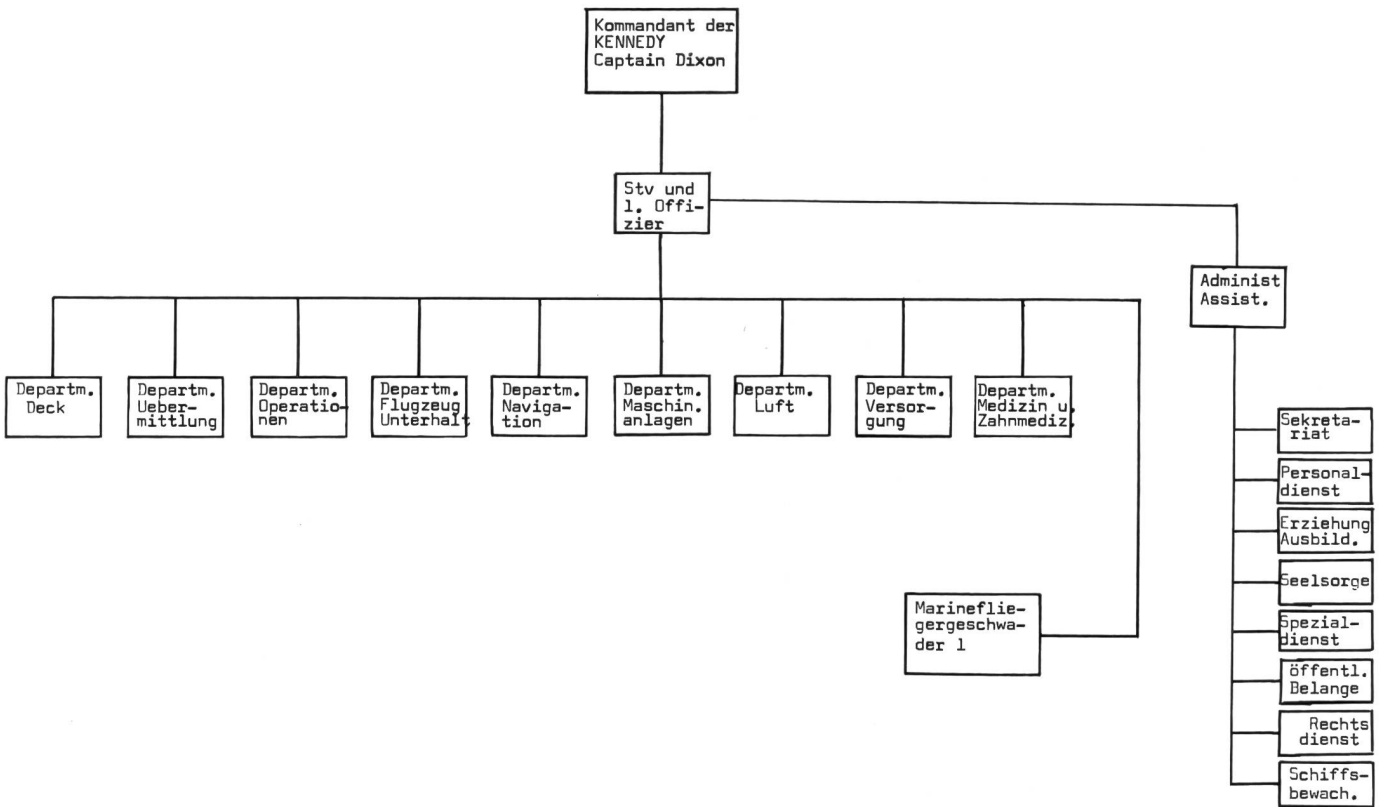 Kommandant der
KENNEDY
Captain Dixon
Stv und
1. Offi-
zier
Administ
Assist.
Departm.
Deck
Departm.
Ueber-
mittlung
Departm.
Operatio-
nen
Departm.
Flugzeug
Unterhalt
Departm.
Naviga-
tion
Departm.
Maschin.
anlagen
Departm.
Luft
Departm.
Versor-
gung
Departm.
Medizin u.
Zahnmediz.
Marineflie-
gergeschwa-
der 1
Sekreta-
riat
Personal-
dienst
Erziehung
Ausbild.
Seelsorge
Spezial-
dienst
öffentl.
Belange
Rechts
dienst
Schiffs-
bewach.